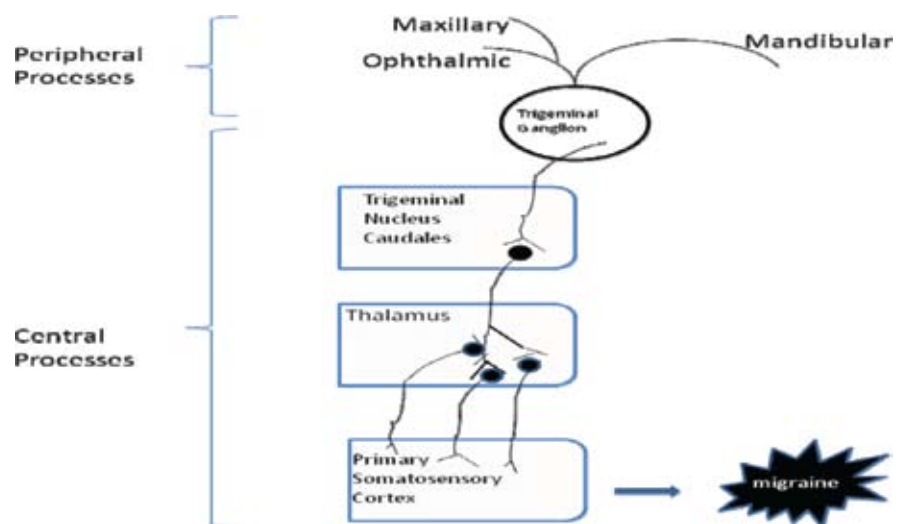 Maxillary
Ophthalmic
Mandibular
Peripheral
Processes
Trigeminal
Ganglion
Trigeminal
Nucleus
Caudales
Thalamus
Central
Processes
Primary
Somatosensory
Cortex
migraine